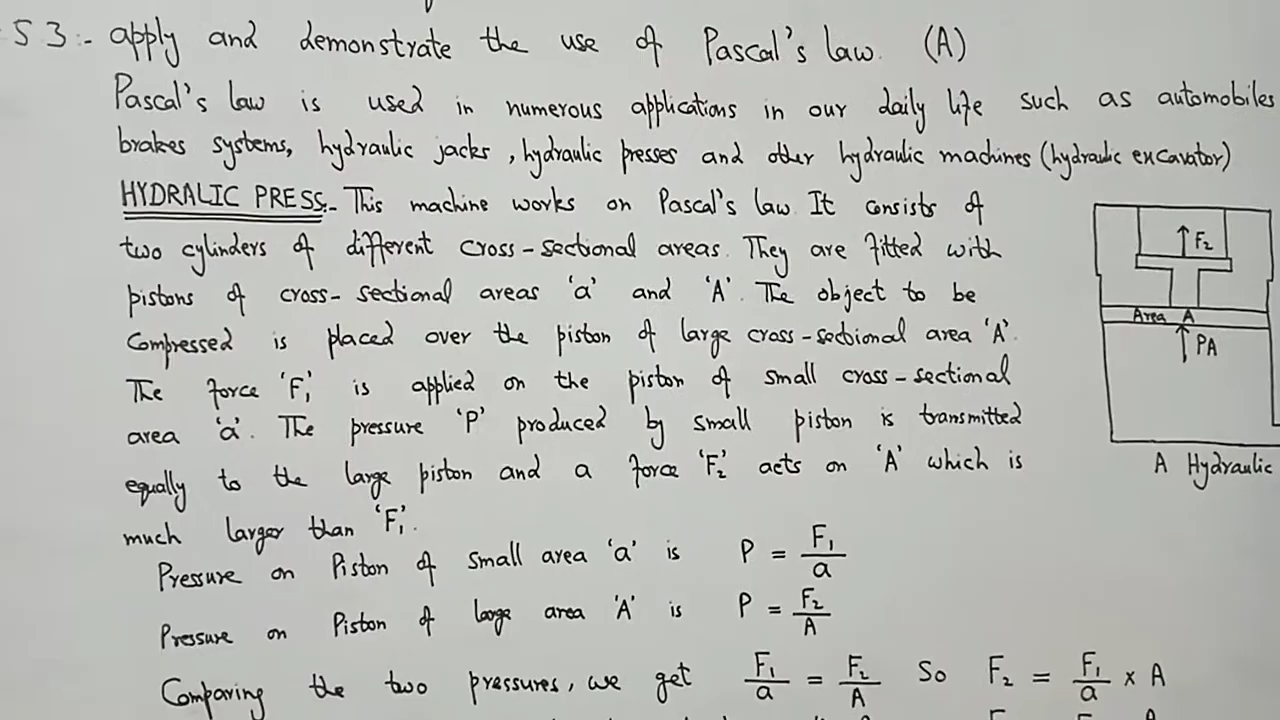 S 3:- apply and demonstrate the use of Pascal's law. (A)
Pascal's law is used in numerous applications in our daily life such as automobiles
brakes systems, hydraulic jacks, hydraulic presses and other hydraulic machines (hydraulic excavator)
HYDRALIC PRESS:- This machine works on Pascal's law It consists of
two cylinders of different cross-sectional areas. They are fitted with
pistons of cross-sectional areas 'a' and 'A'. The object to be
Compressed is placed over the piston of large cross-sectional area 'A'.
The force 'F₁' is applied on the piston of small cross-sectional
area 'a'. The pressure 'P' produced by small piston is transmitted
equally to the large piston and a force 'F₂' acts on 'A' which is
much larger than 'F₁'.
Pressure on Piston of small area 'a' is P = F₁/a
Pressure on Piston of large area 'A' is P = F₂/A
Comparing the two pressures, we get F₁/a = F₂/A So F₂ = F₁/a × A
F₂
Area A
PA
A Hydraulic